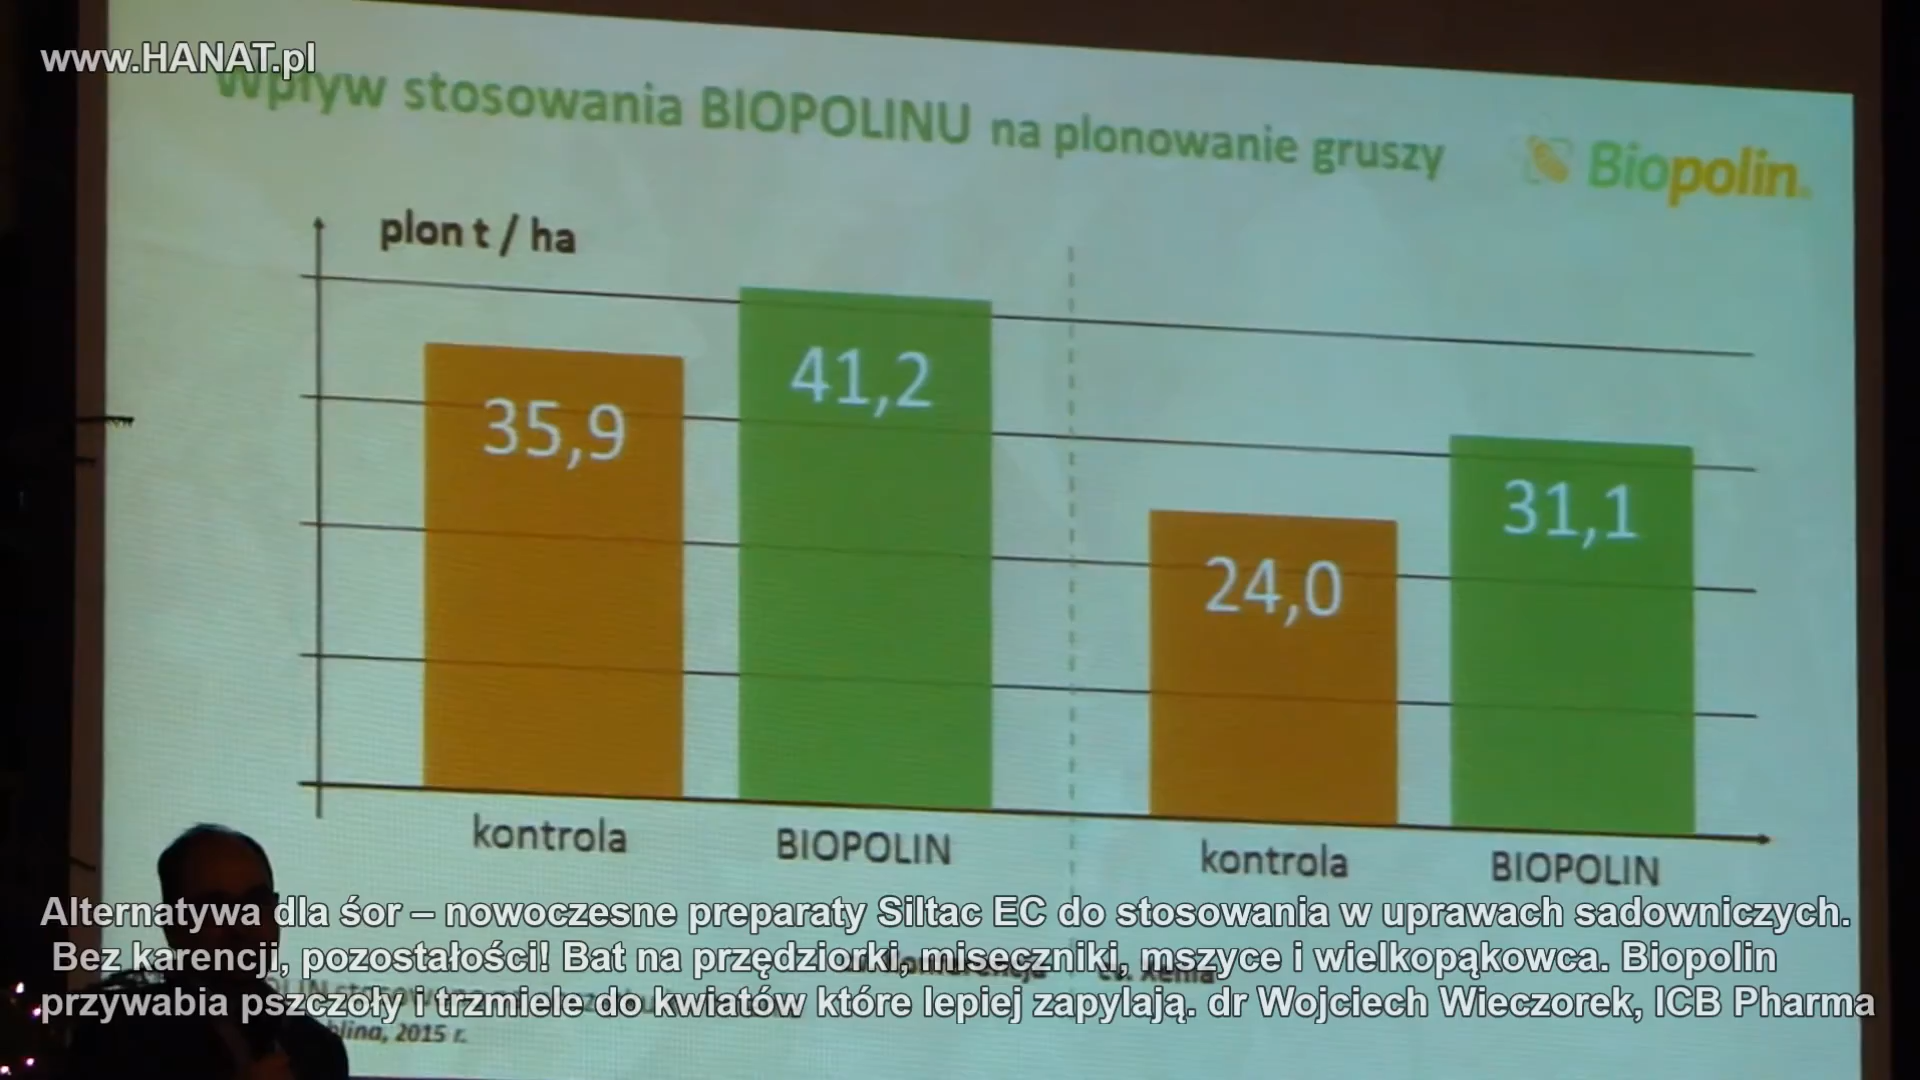 www.HANAT.pl
Wpływ stosowania BIOPOLINU na plonowanie gruszy
Biopolin
plon t / ha
35,9
41,2
24,0
31,1
kontrola
BIOPOLIN
kontrola
BIOPOLIN
Alternatywa dla śor – nowoczesne preparaty Siltac EC do stosowania w uprawach sadowniczych.
Bez karencji, pozostałości! Bat na przędziorki, miseczniki, mszyce i wielkopąkowca. Biopolin
przywabia pszczoły i trzmiele do kwiatów które lepiej zapylają. dr Wojciech Wieczorek, ICB Pharma
2015 r.